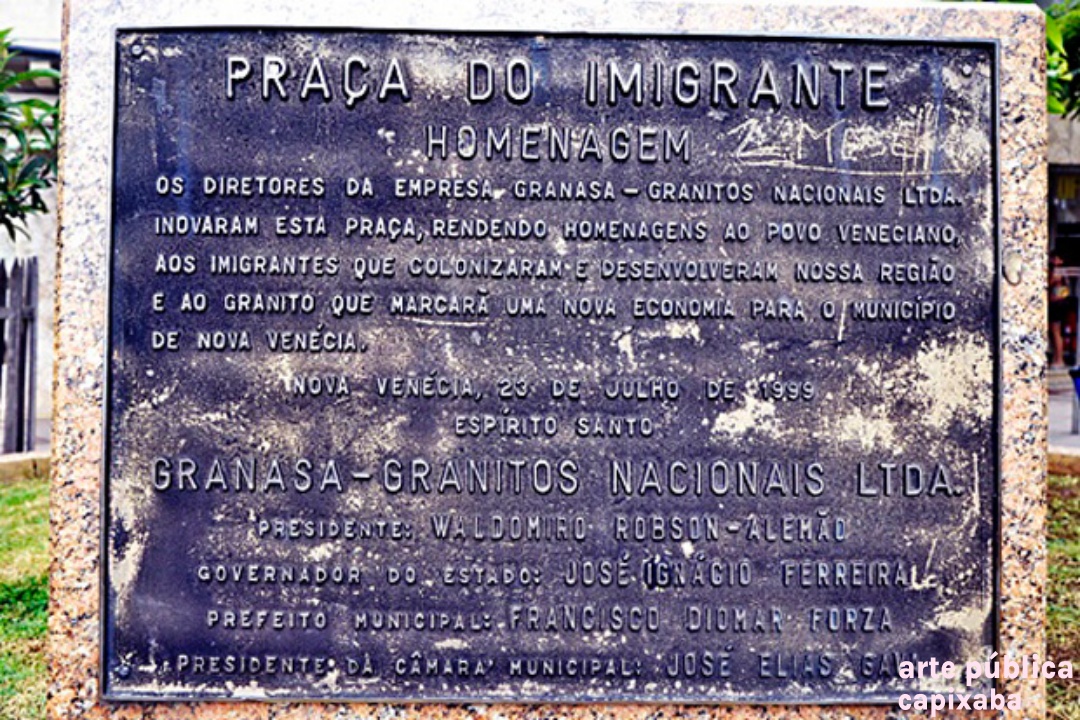 PRAÇA DO IMIGRANTE
HOMENAGEM
OS DIRETORES DA EMPRESA GRANASA - GRANITOS NACIONAIS LTDA.
INOVARAM ESTA PRAÇA, RENDENDO HOMENAGENS AO POVO VENECIANO,
AOS IMIGRANTES QUE COLONIZARAM E DESENVOLVERAM NOSSA REGIÃO
E AO GRANITO QUE MARCARÁ UMA NOVA ECONOMIA PARA O MUNICÍPIO
DE NOVA VENÉCIA.
NOVA VENÉCIA, 23 DE JULHO DE 1999
ESPÍRITO SANTO
GRANASA-GRANITOS NACIONAIS LTDA.
PRESIDENTE: WALDOMIRO ROBSON-ALEMÃO
GOVERNADOR DO ESTADO: JOSÉ IGNÁCIO FERREIRA
PREFEITO MUNICIPAL: FRANCISCO DIOMAR FORZA
PRESIDENTE DA CÂMARA MUNICIPAL: JOSÉ ELIAS
arte pública
capixaba